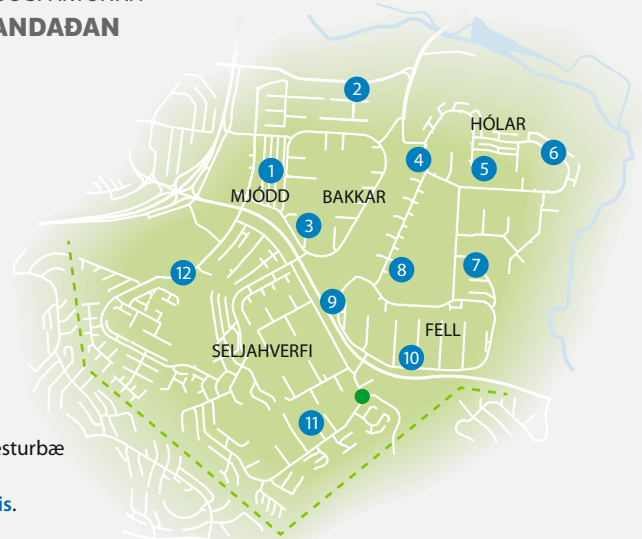 ANDAÐAN
2
HÓLAR
1
4
5
6
MJÓDD
BAKKAR
3
12
8
7
9
SELJAHVERFI
FELL
10
11
esturbæ
is.